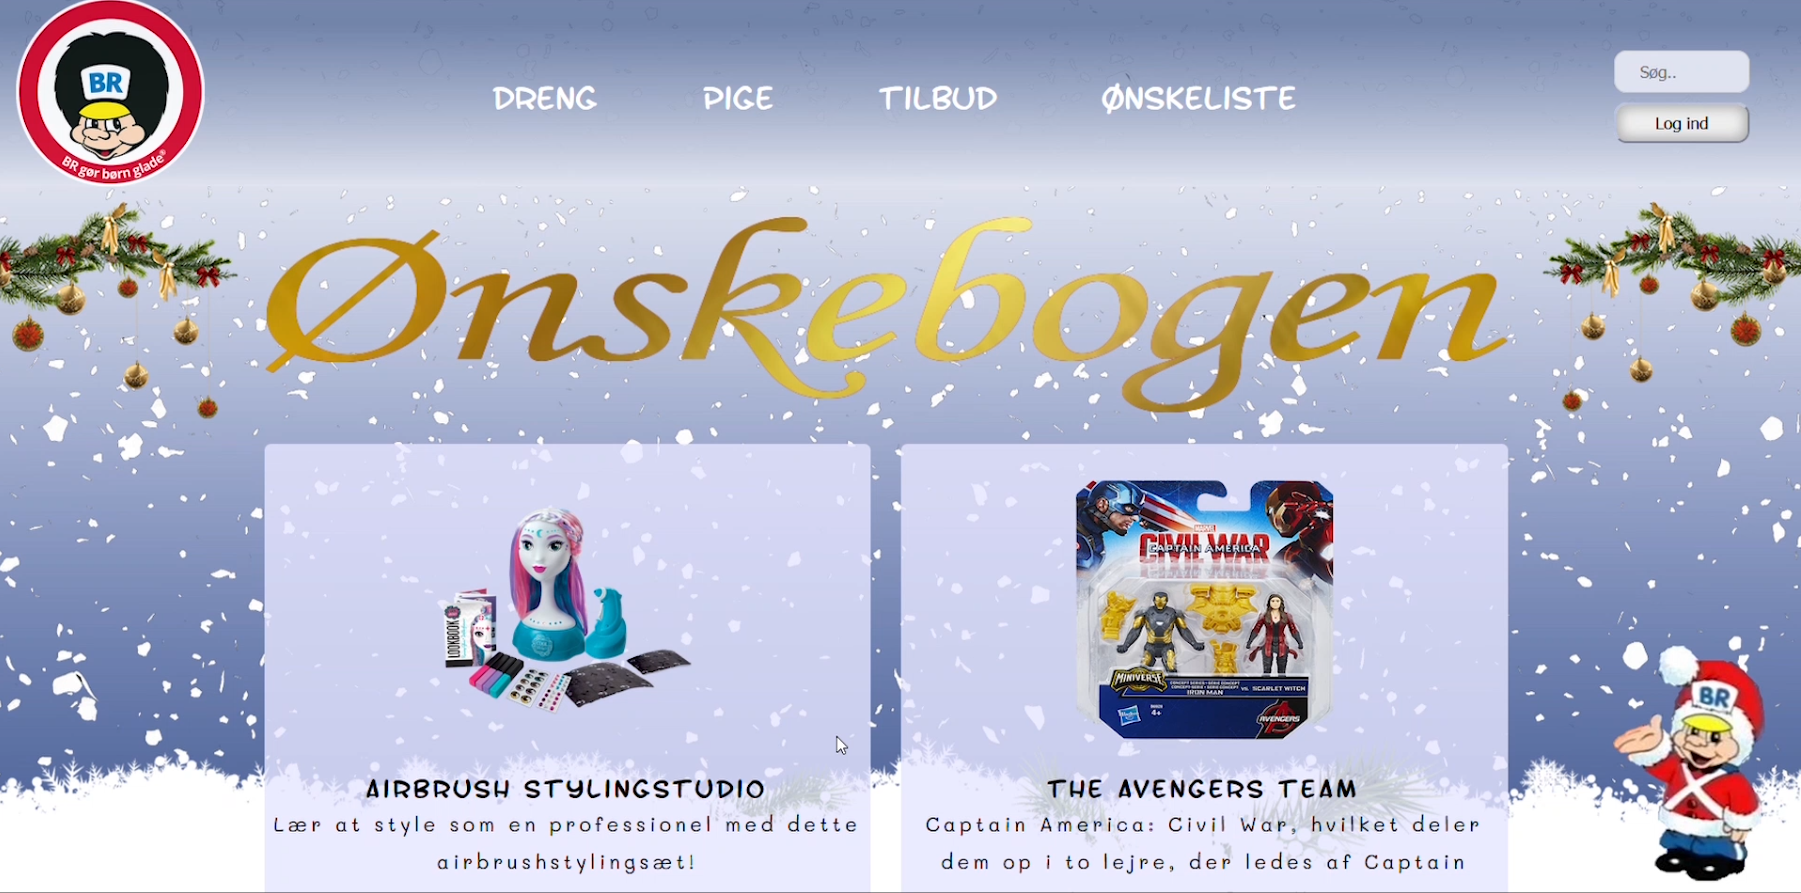 BR
BR gør børn glade®
DRENG
PIGE
TILBUD
ØNSKELISTE
Søg..
Log ind
Ønskebogen
LOOKBOOK
MARVEL
CAPTAIN AMERICA
CIVIL WAR
MINIVERSE
IRON MAN
VS.
SCARLET WITCH
Hasbro
4+
AVENGERS
BR
AIRBRUSH STYLINGSTUDIO
Lær at style som en professionel med dette
airbrushstylingsæt!
THE AVENGERS TEAM
Captain America: Civil War, hvilket deler
dem op i to lejre, der ledes af Captain